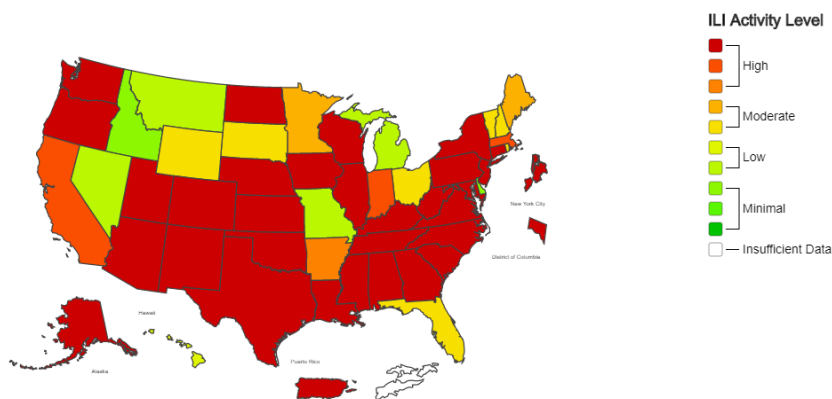 ILI Activity Level
High
Moderate
Low
Minimal
Insufficient Data
New York City
District of Columbia
Hawaii
Alaska
Puerto Rico